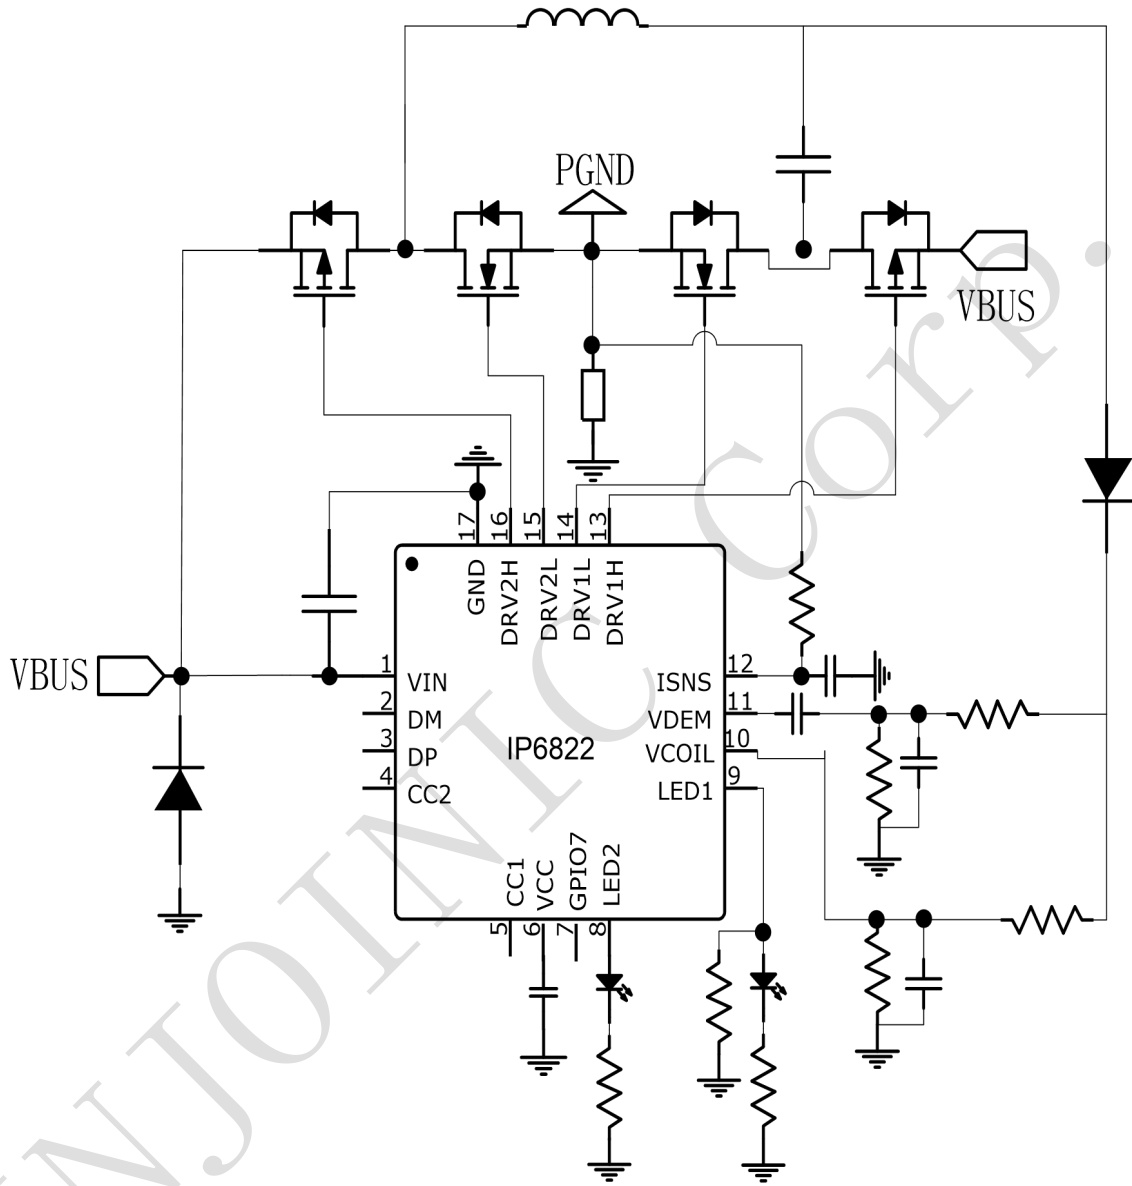 PGND
VBUS
17
16
15
14
13
GND
DRV2H
DRV2L
DRV1L
DRV1H
VBUS
1
VIN
2
DM
3
DP
4
CC2
IP6822
12
ISNS
11
VDEM
10
VCOIL
9
LED1
CC1
VCC
GPIO7
LED2
5
6
7
8
INJOINIC Corp.